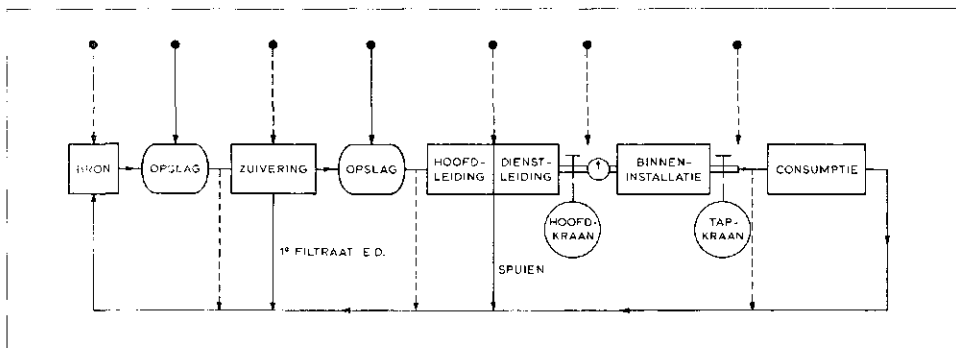 BRON
OPSLAG
ZUIVERING
OPSLAG
HOOFD-
LEIDING
DIENST-
LEIDING
BINNEN-
INSTALLATIE
CONSUMPTIE
HOOFD-
KRAAN
TAP-
KRAAN
1e FILTRAAT E.D.
SPUIEN